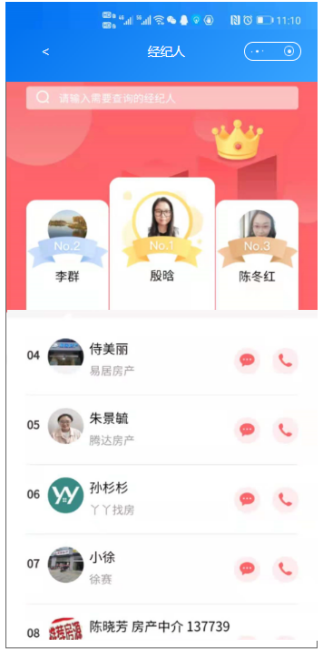 11:10
<
经纪人
请输入需要查询的经纪人
No.2
No.1
No.3
李群
殷晗
陈冬红
04
侍美丽
易居房产
05
朱景毓
腾达房产
06
孙杉杉
丫丫找房
07
小徐
徐赛
08
陈晓芳 房产中介 137739